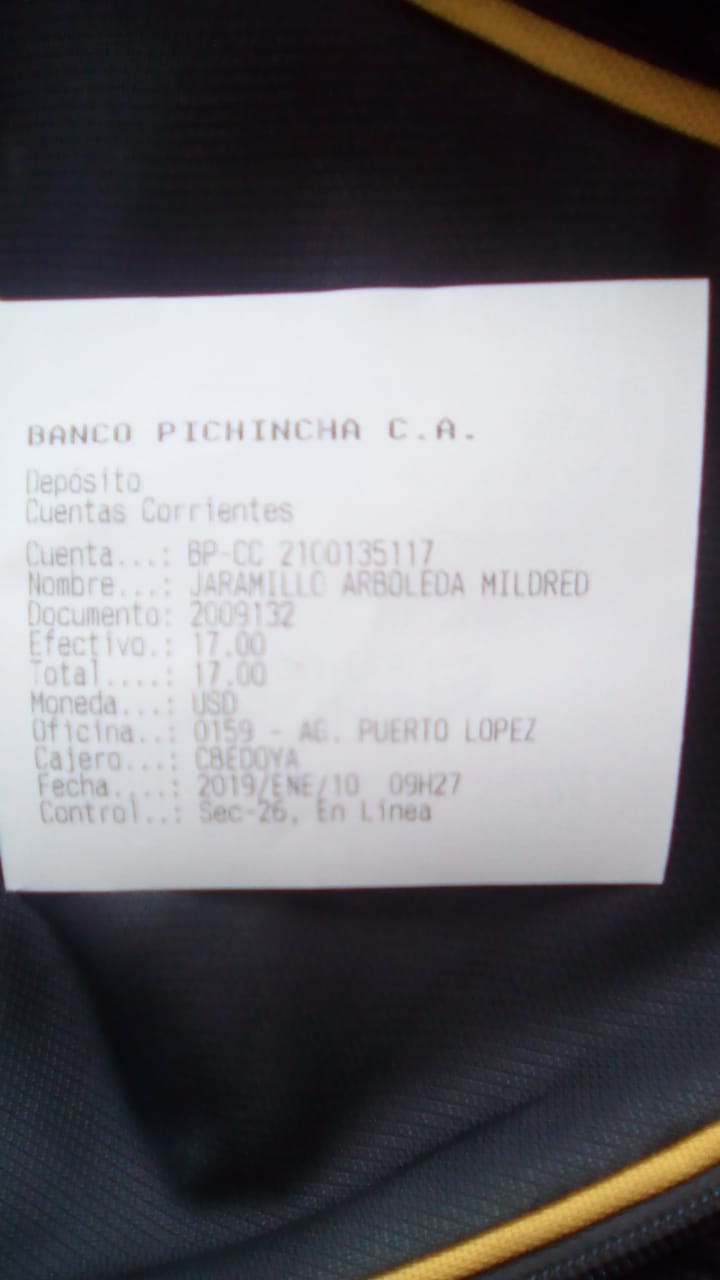 BANCO PICHINCHA C.A.
Depósito
Cuentas Corrientes
Cuenta...: BP-CC 2100135117
Nombre...: JARAMILLO ARBOLEDA MILDRED
Documento: 2009132
Efectivo.: 17.00
Total....: 17.00
Moneda...: USD
Oficina..: 0159 - AG. PUERTO LOPEZ
Cajero...: CBEDOYA
Fecha....: 2019/ENE/10 09H27
Control..: Sec-26, En Línea